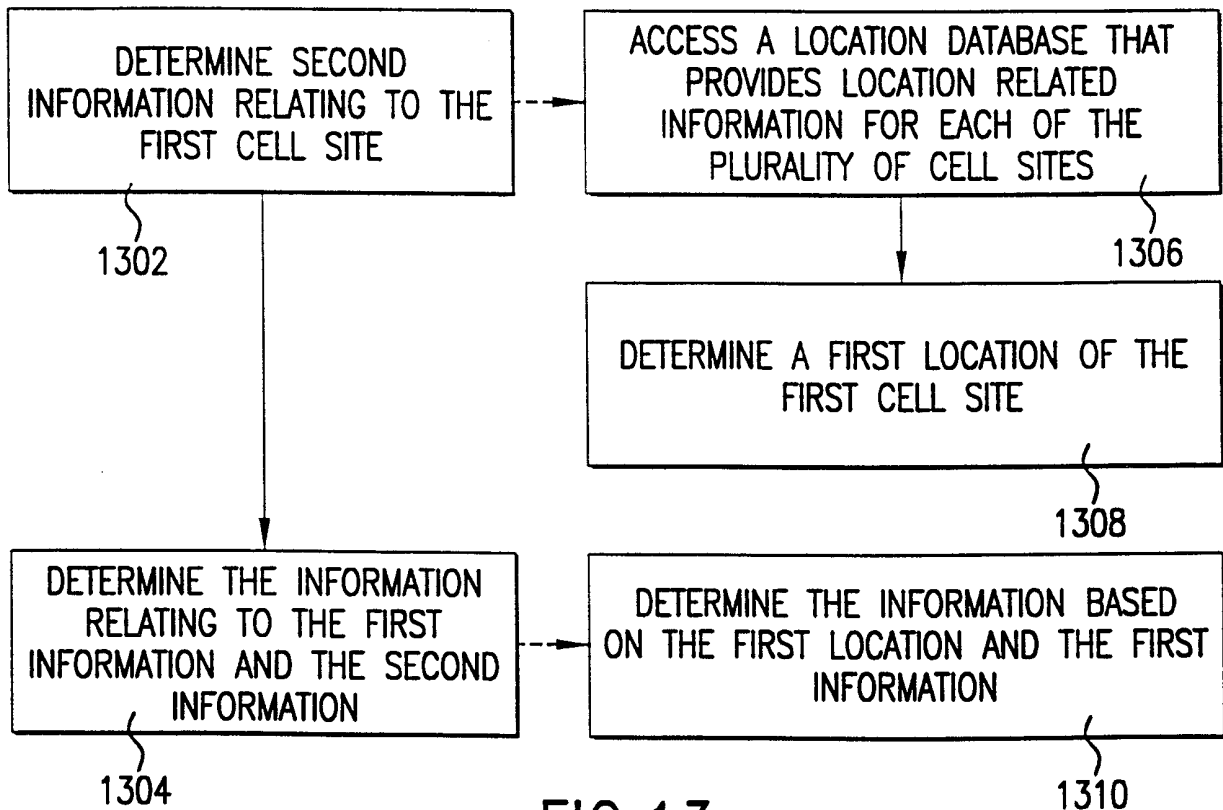 DETERMINE SECOND
INFORMATION RELATING TO THE
FIRST CELL SITE
1302
ACCESS A LOCATION DATABASE THAT
PROVIDES LOCATION RELATED
INFORMATION FOR EACH OF THE
PLURALITY OF CELL SITES
1306
DETERMINE A FIRST LOCATION OF THE
FIRST CELL SITE
1308
DETERMINE THE INFORMATION
RELATING TO THE FIRST
INFORMATION AND THE SECOND
INFORMATION
1304
DETERMINE THE INFORMATION BASED
ON THE FIRST LOCATION AND THE FIRST
INFORMATION
1310
FIG.13